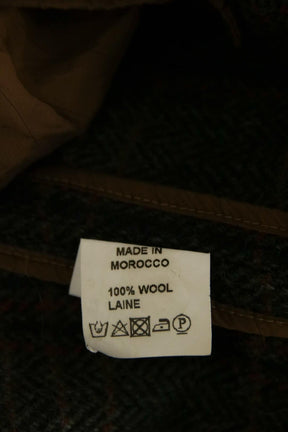 MADE IN
MOROCCO
100% WOOL
LAINE
P